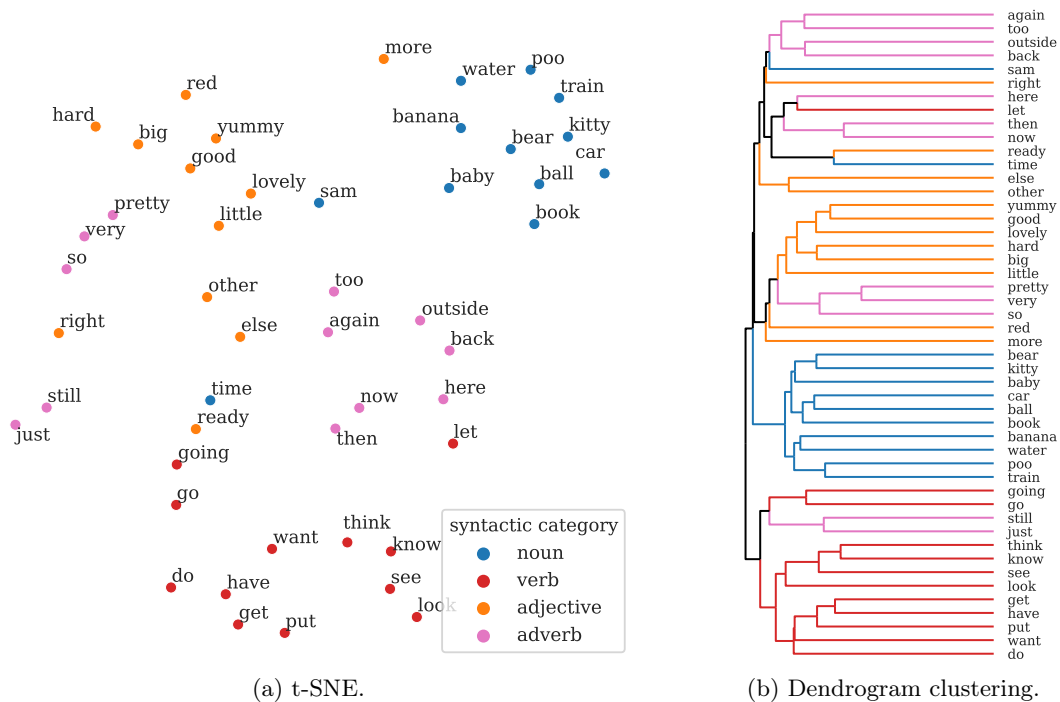 more
water
poo
red
train
hard
banana
kitty
big
yummy
bear
car
good
lovely
baby
ball
sam
pretty
little
book
very
so
too
other
outside
right
again
else
back
time
here
still
now
ready
just
then
let
going
go
think
want
know
do
have
see
get
put
look
syntactic category
noun
verb
adjective
adverb
(a) t-SNE.
again
too
outside
back
sam
right
here
let
then
now
ready
time
else
other
yummy
good
lovely
hard
big
little
pretty
very
so
red
more
bear
kitty
baby
car
ball
book
banana
water
poo
train
going
go
still
just
think
know
see
look
get
have
put
want
do
(b) Dendrogram clustering.